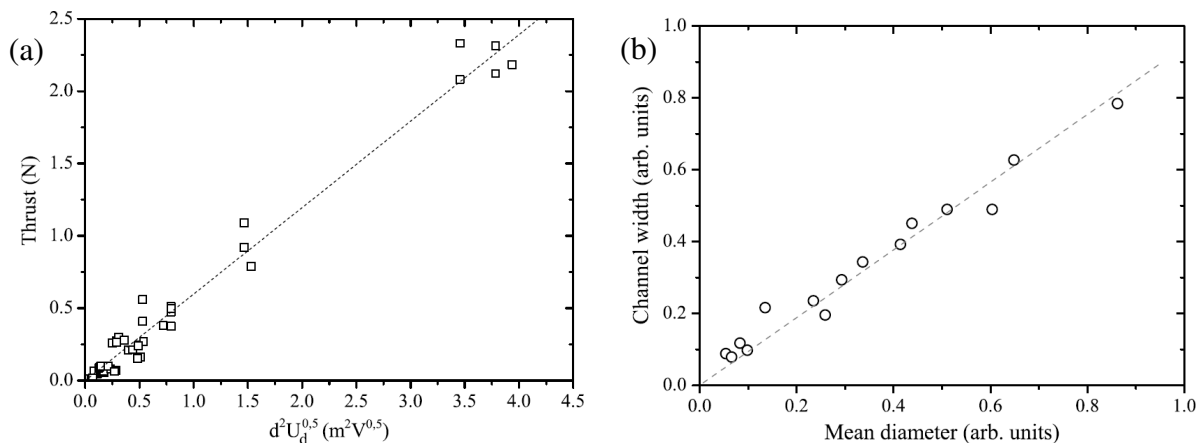 (a)
2.5
2.0
1.5
1.0
0.5
0.0
Thrust (N)
0.0 0.5 1.0 1.5 2.0 2.5 3.0 3.5 4.0 4.5
d²U_d^0,5 (m²V^0,5)
(b)
1.0
0.8
0.6
0.4
0.2
0.0
Channel width (arb. units)
0.0 0.2 0.4 0.6 0.8 1.0
Mean diameter (arb. units)